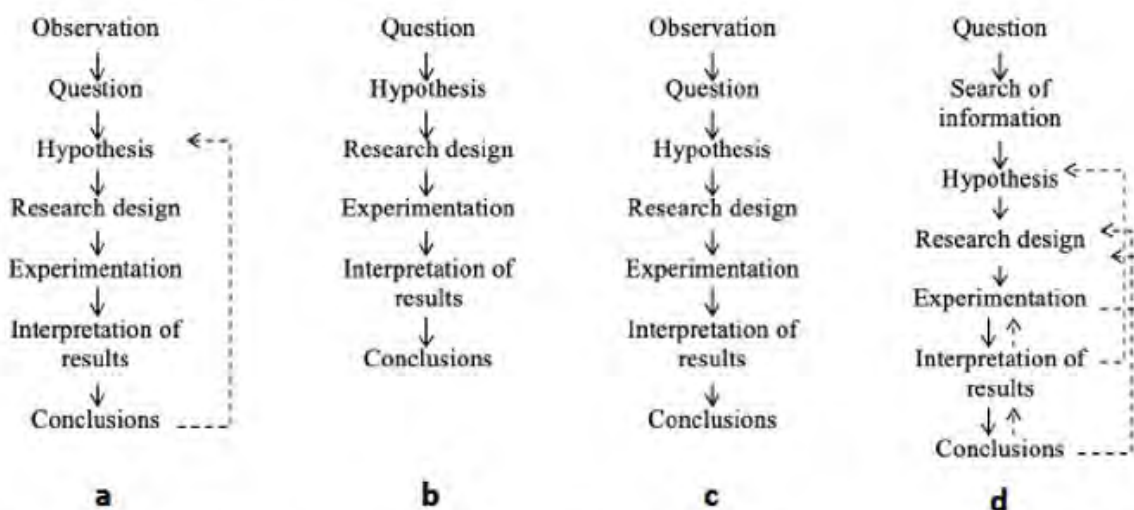 Observation
Question
Hypothesis
Research design
Experimentation
Interpretation of
results
Conclusions
a
Question
Hypothesis
Research design
Experimentation
Interpretation of
results
Conclusions
b
Observation
Question
Hypothesis
Research design
Experimentation
Interpretation of
results
Conclusions
c
Question
Search of
information
Hypothesis
Research design
Experimentation
Interpretation of
results
Conclusions
d